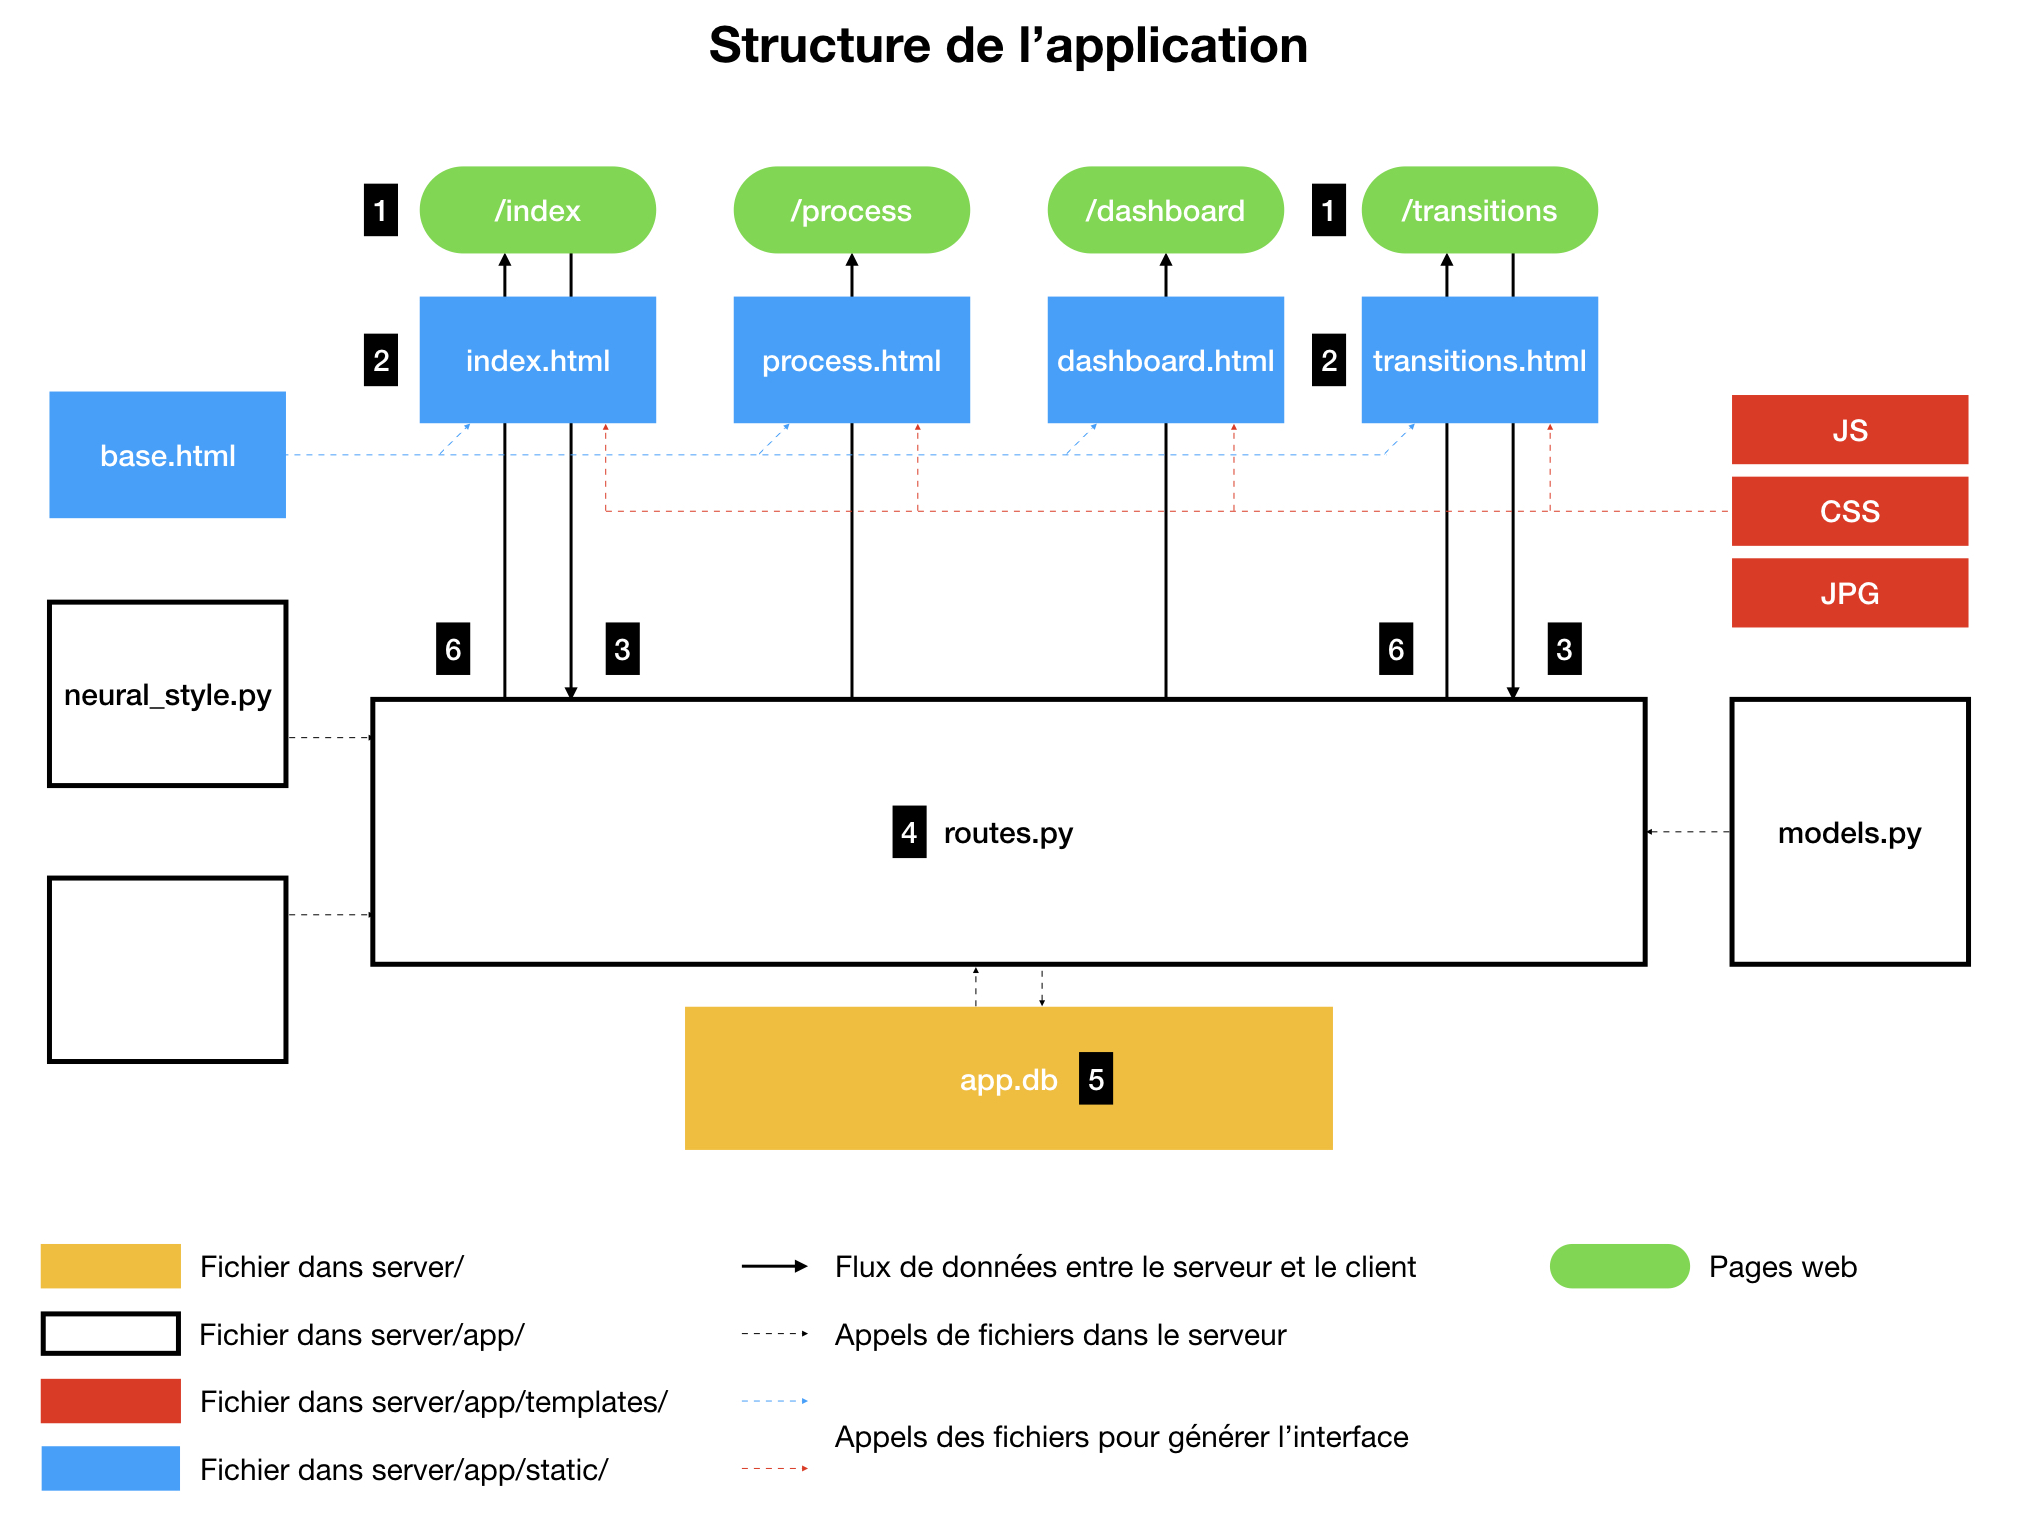 Structure de l’application
1
/index
/process
/dashboard
1
/transitions
2
index.html
process.html
dashboard.html
2
transitions.html
base.html
JS
CSS
JPG
6
3
6
3
neural_style.py
4
routes.py
models.py
app.db
5
Fichier dans server/
Flux de données entre le serveur et le client
Pages web
Fichier dans server/app/
Appels de fichiers dans le serveur
Fichier dans server/app/templates/
Appels des fichiers pour générer l’interface
Fichier dans server/app/static/